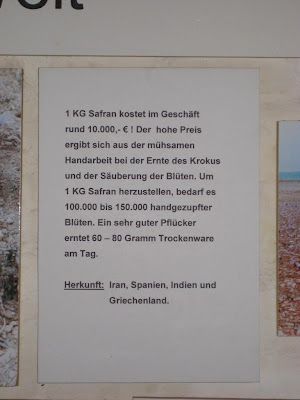 1 KG Safran kostet im Geschäft
rund 10.000,- € ! Der  hohe Preis
ergibt sich aus der mühsamen
Handarbeit bei der Ernte des Krokus
und der Säuberung der Blüten. Um
1 KG Safran herzustellen, bedarf es
100.000 bis 150.000 handgezupfter
Blüten. Ein sehr guter Pflücker
erntet 60 – 80 Gramm Trockenware
am Tag.
Herkunft:  Iran, Spanien, Indien und
Griechenland.